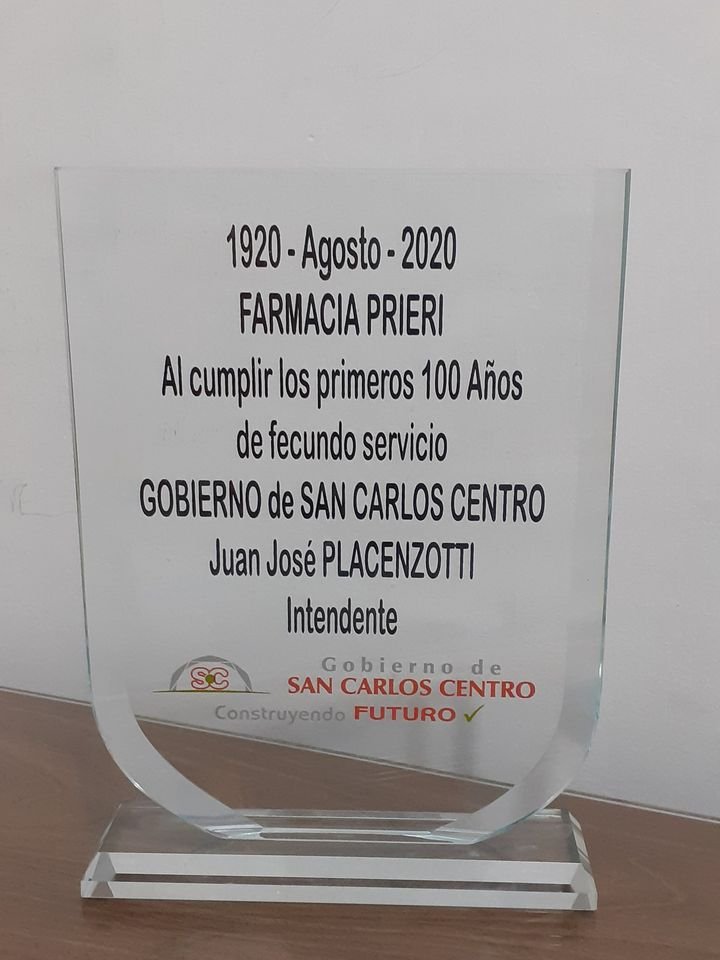 1920 - Agosto - 2020
FARMACIA PRIERI
Al cumplir los primeros 100 Años
de fecundo servicio
GOBIERNO de SAN CARLOS CENTRO
Juan José PLACENZOTTI
Intendente
SC
Gobierno de
SAN CARLOS CENTRO
Construyendo FUTURO ✓